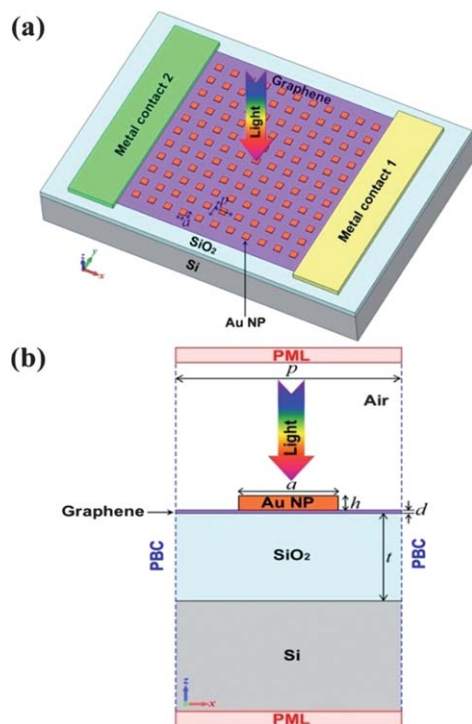 (a)
Metal contact 2
Graphene
Light
Metal contact 1
p
a
SiO₂
Si
z
y
x
Au NP
(b)
PML
p
Air
Light
a
Au NP
h
Graphene
d
PBC
SiO₂
t
PBC
Si
z
x
PML